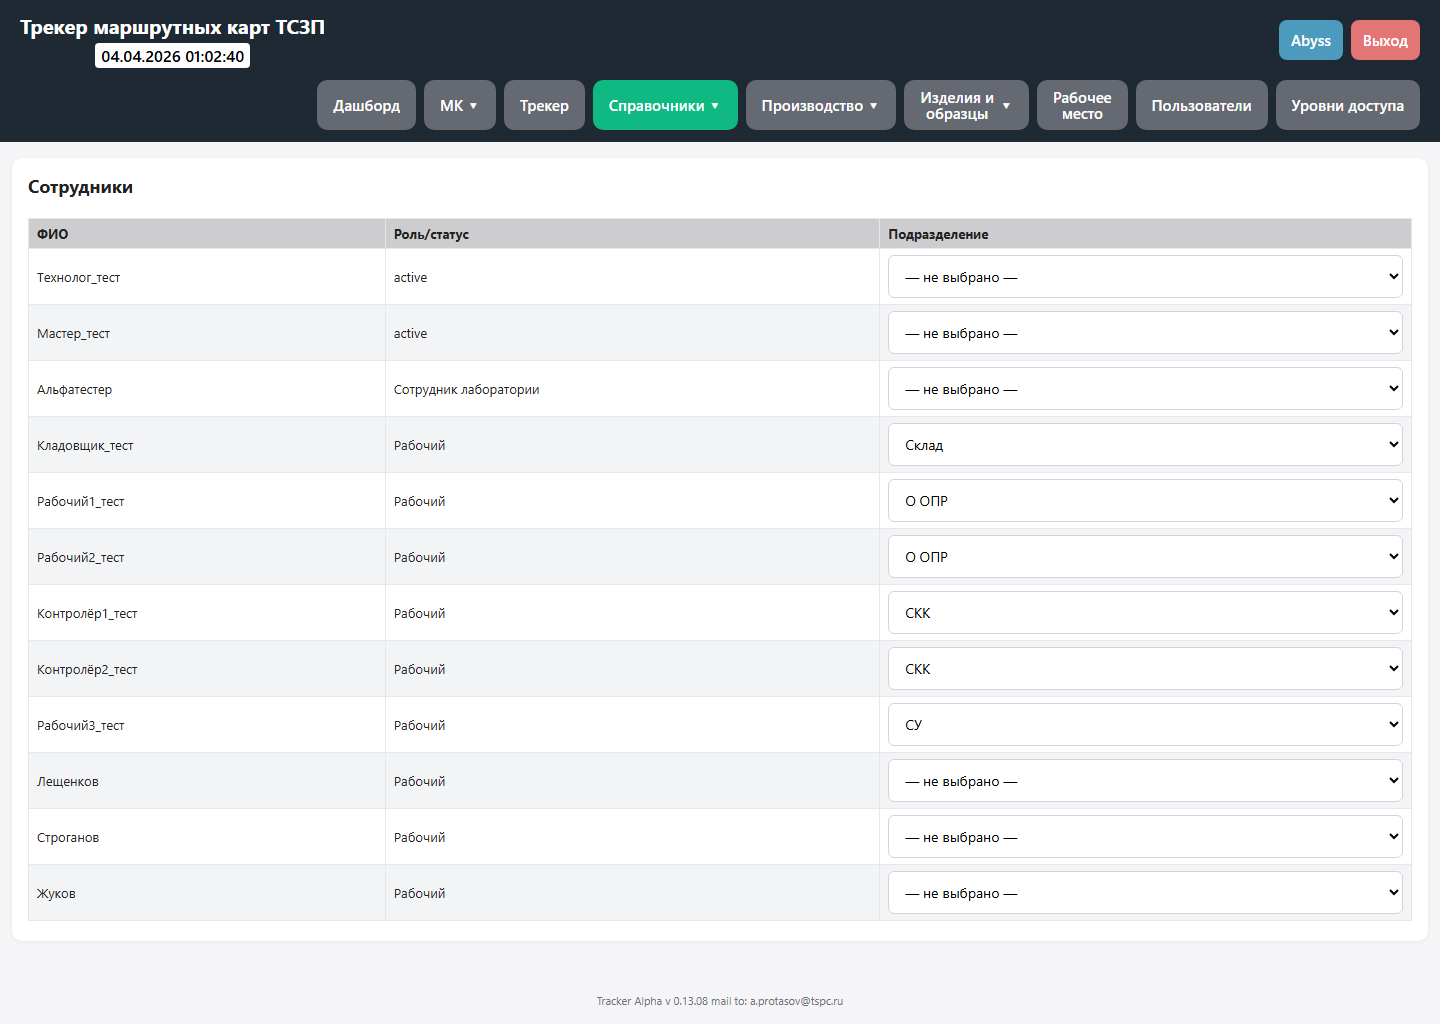 Трекер маршрутных карт ТСЗП
04.04.2026 01:02:40
Abyss
Выход
Дашборд
МК ▼
Трекер
Справочники ▼
Производство ▼
Изделия и образцы ▼
Рабочее место
Пользователи
Уровни доступа
Сотрудники
ФИО Роль/статус Подразделение
Технолог_тест active — не выбрано —
Мастер_тест active — не выбрано —
Альфатестер Сотрудник лаборатории — не выбрано —
Кладовщик_тест Рабочий Склад
Рабочий1_тест Рабочий О ОПР
Рабочий2_тест Рабочий О ОПР
Контролёр1_тест Рабочий СКК
Контролёр2_тест Рабочий СКК
Рабочий3_тест Рабочий СУ
Лещенков Рабочий — не выбрано —
Строганов Рабочий — не выбрано —
Жуков Рабочий — не выбрано —
Tracker Alpha v 0.13.08 mail to: a.protasov@tspc.ru